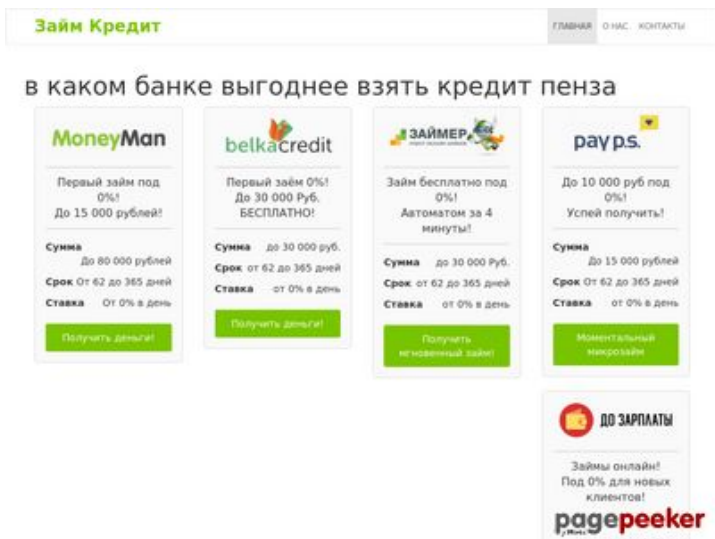 Займ Кредит
ГЛАВНАЯ О НАС КОНТАКТЫ
в каком банке выгоднее взять кредит пенза
MoneyMan
Первый займ под
0%!
До 15 000 рублей!
Сумма
До 80 000 рублей
Срок От 62 до 365 дней
Ставка От 0% в день
Получить деньги!
belkacredit
Первый заём 0%!
До 30 000 Руб.
БЕСПЛАТНО!
Сумма до 30 000 руб.
Срок от 62 до 365 дней
Ставка от 0% в день
Получить деньги!
ЗАЙМЕР
Займ бесплатно под
0%!
Автоматом за 4
минуты!
Сумма до 30 000 Руб.
Срок от 62 до 365 дней
Ставка от 0% в день
Получить
мгновенный займ!
pay p.s.
До 10 000 руб под
0%!
Успей получить!
Сумма
До 15 000 рублей
Срок От 62 до 365 дней
Ставка от 0% в день
Моментальный
микрозайм
ДО ЗАРПЛАТЫ
Займы онлайн!
Под 0% для новых
клиентов!
pagepeeker